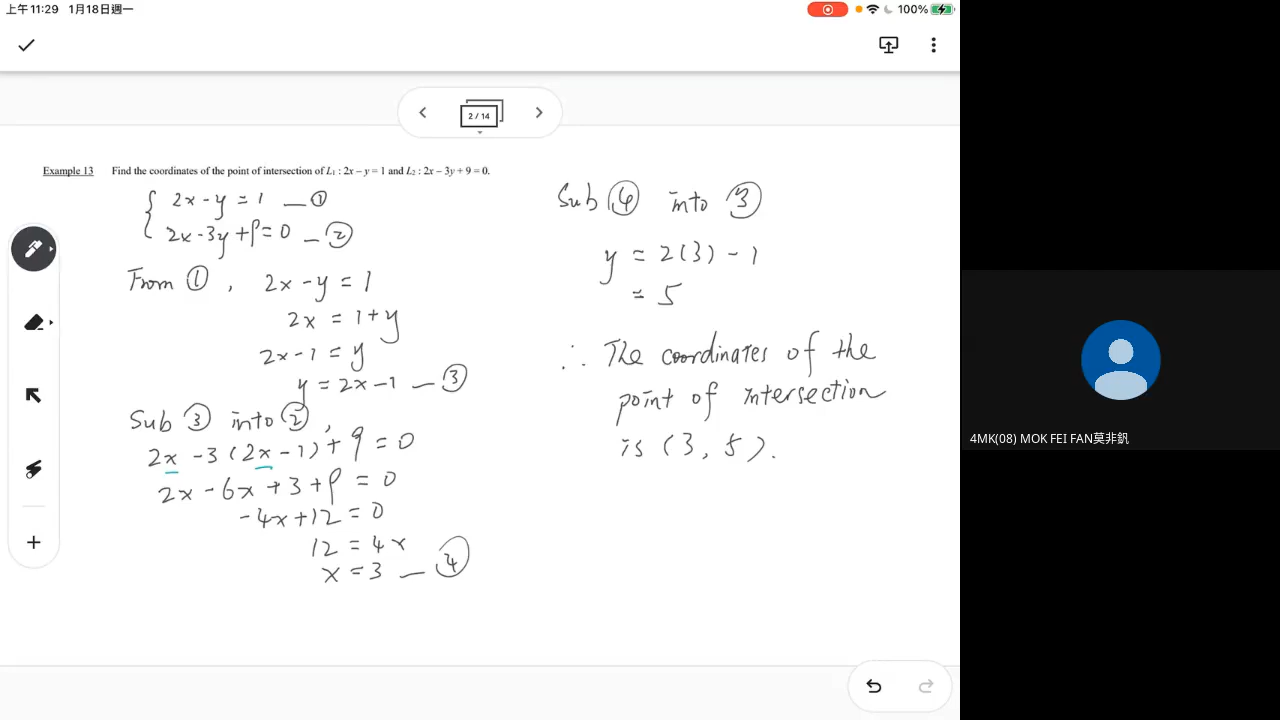 上午11:29 1月18日週一
100%
2 / 14
Example 13 Find the coordinates of the point of intersection of L₁ : 2x – y = 1 and L₂ : 2x – 3y + 9 = 0.
2x - y = 1 — ①
2x - 3y + 9 = 0 — ②
From ① , 2x - y = 1
2x = 1 + y
2x - 1 = y
y = 2x - 1 — ③
Sub ③ into ② ,
2x - 3(2x - 1) + 9 = 0
2x - 6x + 3 + 9 = 0
-4x + 12 = 0
12 = 4x
x = 3 — ④
Sub ④ into ③
y = 2(3) - 1
= 5
∴ The coordinates of the
point of intersection
is (3, 5).
4MK(08) MOK FEI FAN莫非釩